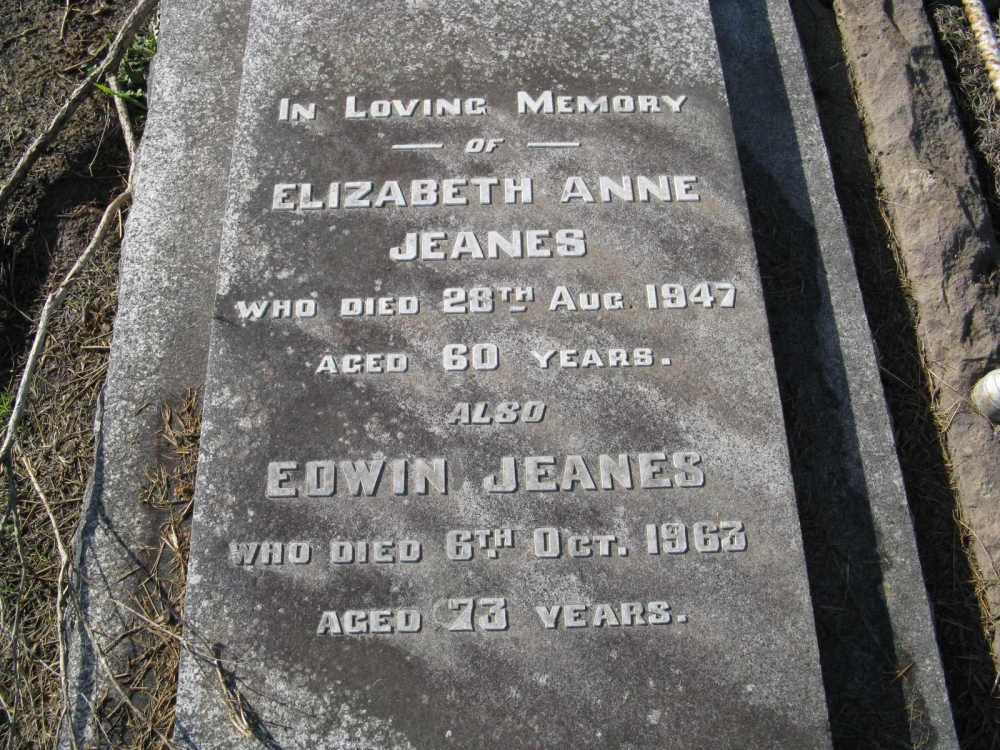 In Loving Memory
— OF —
ELIZABETH ANNE
JEANES
WHO DIED 28TH Aug. 1947
AGED 60 YEARS.
ALSO
EDWIN JEANES
WHO DIED 6TH Oct. 1963
AGED 73 YEARS.